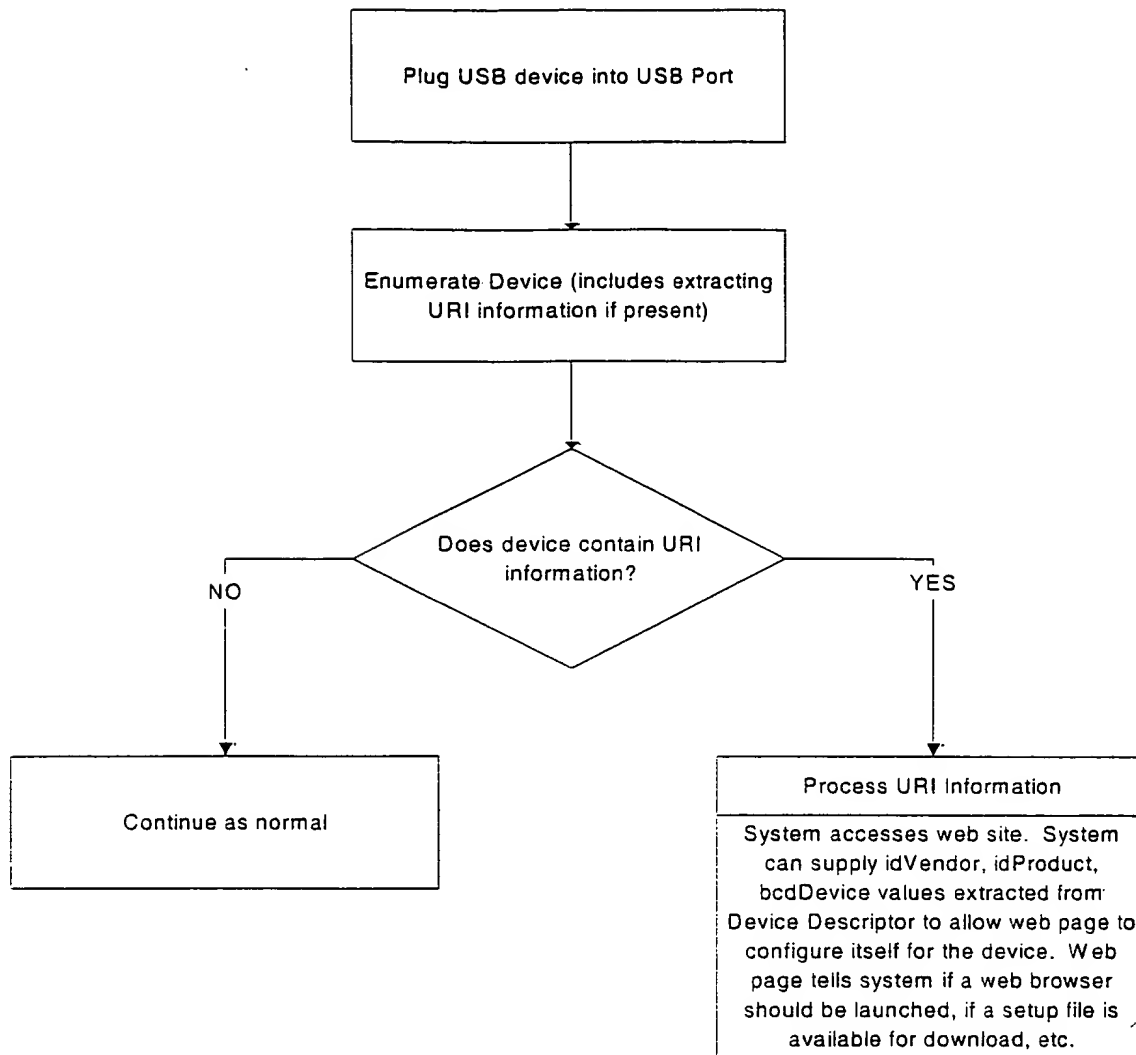 Plug USB device into USB Port
Enumerate Device (includes extracting
URI information if present)
Does device contain URI
information?
NO
YES
Continue as normal
Process URI Information
System accesses web site. System
can supply idVendor, idProduct,
bcdDevice values extracted from
Device Descriptor to allow web page to
configure itself for the device. Web
page tells system if a web browser
should be launched, if a setup file is
available for download, etc.